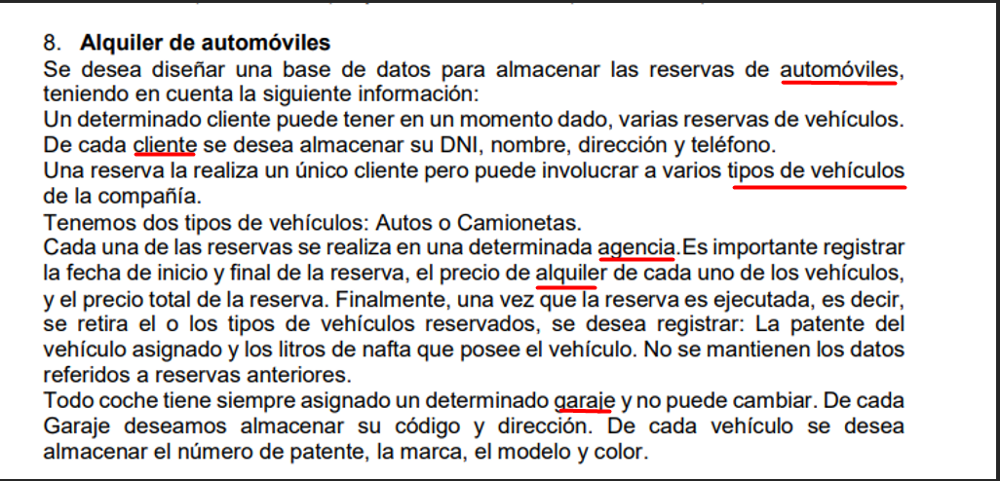 8. Alquiler de automóviles
Se desea diseñar una base de datos para almacenar las reservas de automóviles,
teniendo en cuenta la siguiente información:
Un determinado cliente puede tener en un momento dado, varias reservas de vehículos.
De cada cliente se desea almacenar su DNI, nombre, dirección y teléfono.
Una reserva la realiza un único cliente pero puede involucrar a varios tipos de vehículos
de la compañía.
Tenemos dos tipos de vehículos: Autos o Camionetas.
Cada una de las reservas se realiza en una determinada agencia.Es importante registrar
la fecha de inicio y final de la reserva, el precio de alquiler de cada uno de los vehículos,
y el precio total de la reserva. Finalmente, una vez que la reserva es ejecutada, es decir,
se retira el o los tipos de vehículos reservados, se desea registrar: La patente del
vehículo asignado y los litros de nafta que posee el vehículo. No se mantienen los datos
referidos a reservas anteriores.
Todo coche tiene siempre asignado un determinado garaje y no puede cambiar. De cada
Garaje deseamos almacenar su código y dirección. De cada vehículo se desea
almacenar el número de patente, la marca, el modelo y color.